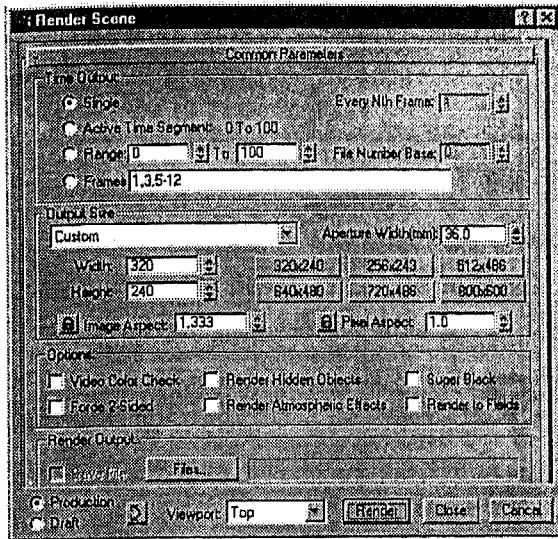 Render Scene
Common Parameters
Time Output
Single
Every Nth Frame: 1
Active Time Segment: 0 To 100
Range: 0 To 100
File Number Base: 0
Frames 1,3,5-12
Output Size
Custom
Aperture Width(mm): 36.0
Width: 320
320x240 256x243 512x486
Height: 240
640x480 720x486 800x600
Image Aspect: 1.333
Pixel Aspect: 1.0
Options:
Video Color Check
Render Hidden Objects
Super Black
Force 2-Sided
Render Atmospheric Effects
Render to Fields
Render Output:
Save File
Files...
Production
Draft
Viewport: Top
Render
Close
Cancel